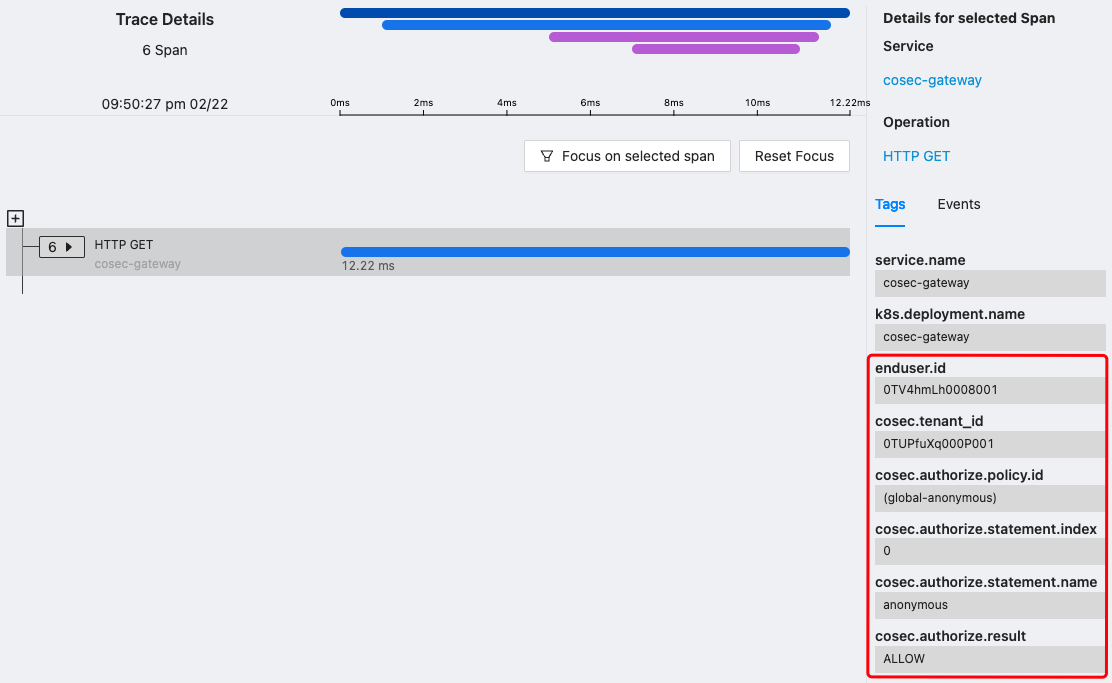 Trace Details
6 Span
09:50:27 pm 02/22
0ms 2ms 4ms 6ms 8ms 10ms 12.22ms
Focus on selected span Reset Focus
6 HTTP GET
cosec-gateway
12.22 ms
Details for selected Span
Service
cosec-gateway
Operation
HTTP GET
Tags Events
service.name
cosec-gateway
k8s.deployment.name
cosec-gateway
enduser.id
0TV4hmLh0008001
cosec.tenant_id
0TUPfuXq000P001
cosec.authorize.policy.id
(global-anonymous)
cosec.authorize.statement.index
0
cosec.authorize.statement.name
anonymous
cosec.authorize.result
ALLOW